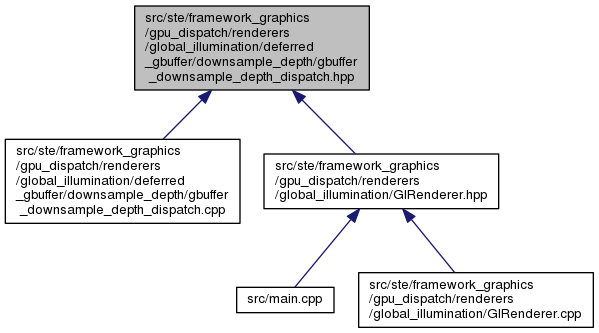 src/ste/framework_graphics
/gpu_dispatch/renderers
/global_illumination/deferred
_gbuffer/downsample_depth/gbuffer
_downsample_depth_dispatch.hpp
src/ste/framework_graphics
/gpu_dispatch/renderers
/global_illumination/deferred
_gbuffer/downsample_depth/gbuffer
_downsample_depth_dispatch.cpp
src/ste/framework_graphics
/gpu_dispatch/renderers
/global_illumination/GIRenderer.hpp
src/main.cpp
src/ste/framework_graphics
/gpu_dispatch/renderers
/global_illumination/GIRenderer.cpp